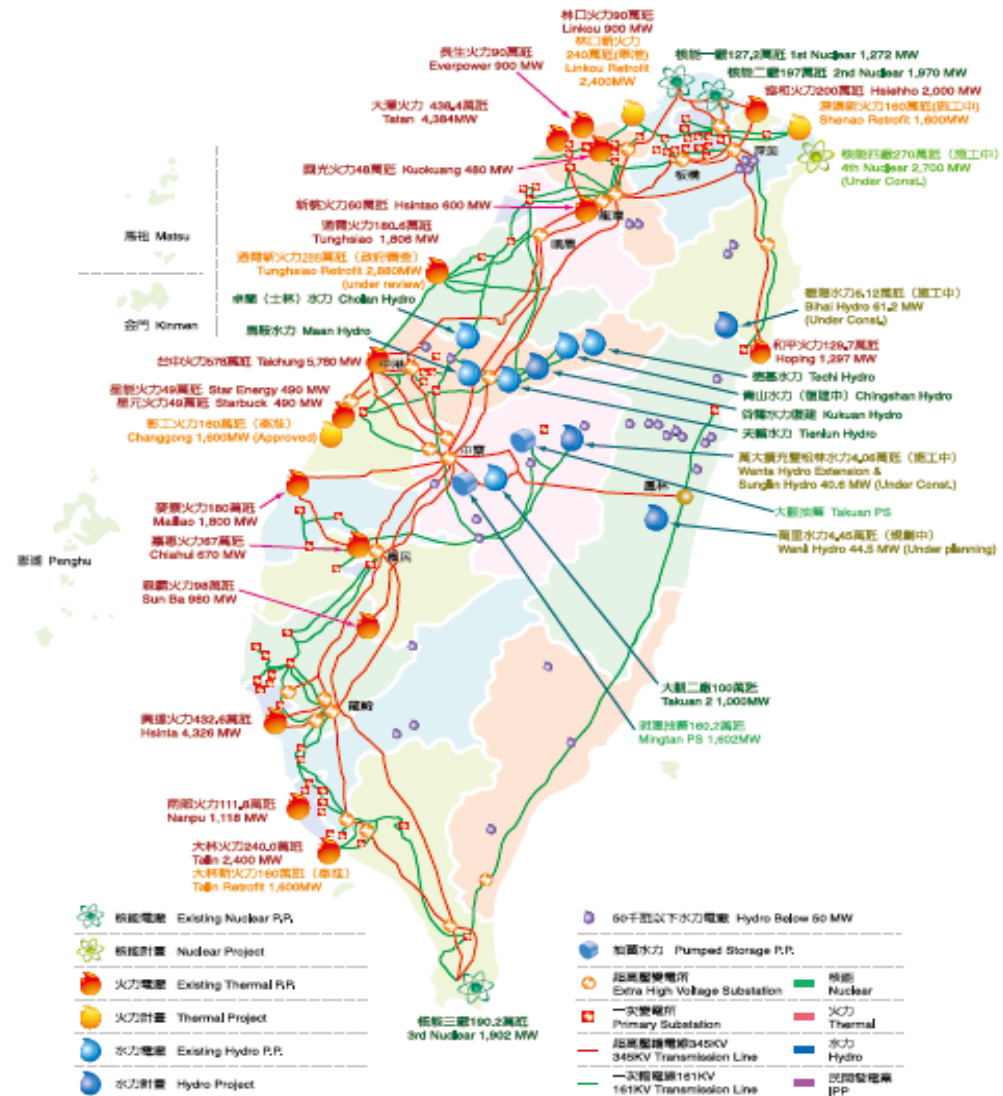 林口火力90萬瓩
Linkou 900 MW
林口新火力
240萬瓩(奉准)
Linkou Retrofit
2,400MW
長生火力90萬瓩
Everpower 900 MW
核能一廠127.2萬瓩 1st Nuclear 1,272 MW
核能二廠197萬瓩 2nd Nuclear 1,970 MW
協和火力200萬瓩 Hsiehho 2,000 MW
深澳新火力160萬瓩(施工中)
Shenao Retrofit 1,600MW
大潭火力 438.4萬瓩
Tatan 4,384MW
深美
板橋
核能四廠270萬瓩（施工中）
4th Nuclear 2,700 MW
(Under Const.)
國光火力48萬瓩 Kuokuang 480 MW
新桃火力60萬瓩 Hsintao 600 MW
龍潭
馬祖 Matsu
通霄火力180.6萬瓩
Tunghsiao 1,806 MW
峨眉
通霄新火力288萬瓩（政府審查）
Tunghsiao Retrofit 2,880MW
(under review)
碧海水力6.12萬瓩（施工中）
Bihai Hydro 61.2 MW
(Under Const.)
卓蘭（士林）水力 Chollan Hydro
金門 Kinmen
馬鞍水力 Maan Hydro
和平火力129.7萬瓩
Hoping 1,297 MW
台中火力578萬瓩 Taichung 5,780 MW
中港
德基水力 Techi Hydro
星能火力49萬瓩 Star Energy 490 MW
星元火力49萬瓩 Starbuck 490 MW
青山水力（復建中）Chingshan Hydro
谷關水力復建 Kukuan Hydro
彰工火力160萬瓩（奉准）
Changgong 1,600MW (Approved)
天輪水力 Tienlun Hydro
中寮
萬大擴充暨松林水力4.06萬瓩（施工中）
Wanta Hydro Extension &
Sunglin Hydro 40.6 MW (Under Const.)
鳳林
麥寮火力180萬瓩
Mailiao 1,800 MW
大觀抽蓄 Takuan PS
嘉惠火力67萬瓩
Chiahui 670 MW
萬里水力4.45萬瓩（規劃中）
Wanli Hydro 44.5 MW (Under planning)
嘉民
澎湖 Penghu
森霸火力98萬瓩
Sun Ba 980 MW
大觀二廠100萬瓩
Takuan 2 1,000MW
龍崎
興達火力432.6萬瓩
Hsinta 4,326 MW
明潭抽蓄160.2萬瓩
Mingtan PS 1,602MW
南部火力111.8萬瓩
Nanpu 1,118 MW
大林火力240.0萬瓩
Talin 2,400 MW
大林新火力160萬瓩（奉准）
Talin Retrofit 1,600MW
核能三廠190.2萬瓩
3rd Nuclear 1,902 MW
核能電廠 Existing Nuclear P.P.
核能計畫 Nuclear Project
火力電廠 Existing Thermal P.P.
火力計畫 Thermal Project
水力電廠 Existing Hydro P.P.
水力計畫 Hydro Project
50千瓩以下水力電廠 Hydro Below 50 MW
抽蓄水力 Pumped Storage P.P.
超高壓變電所
Extra High Voltage Substation
核能
Nuclear
一次變電所
Primary Substation
火力
Thermal
超高壓輸電線345KV
345KV Transmission Line
水力
Hydro
一次輸電線161KV
161KV Transmission Line
民間發電業
IPP